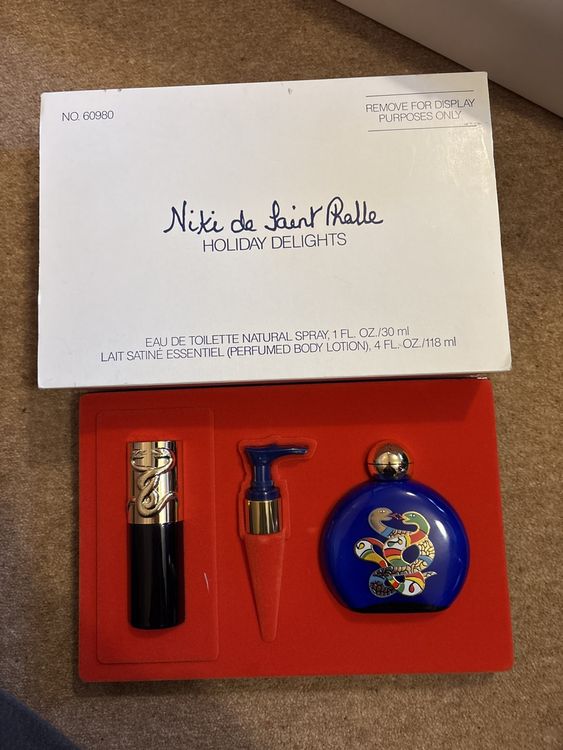 NO. 60980
REMOVE FOR DISPLAY
PURPOSES ONLY
Niki de Saint Phalle
HOLIDAY DELIGHTS
EAU DE TOILETTE NATURAL SPRAY, 1 FL. OZ./30 ml
LAIT SATINÉ ESSENTIEL (PERFUMED BODY LOTION), 4 FL. OZ./118 ml